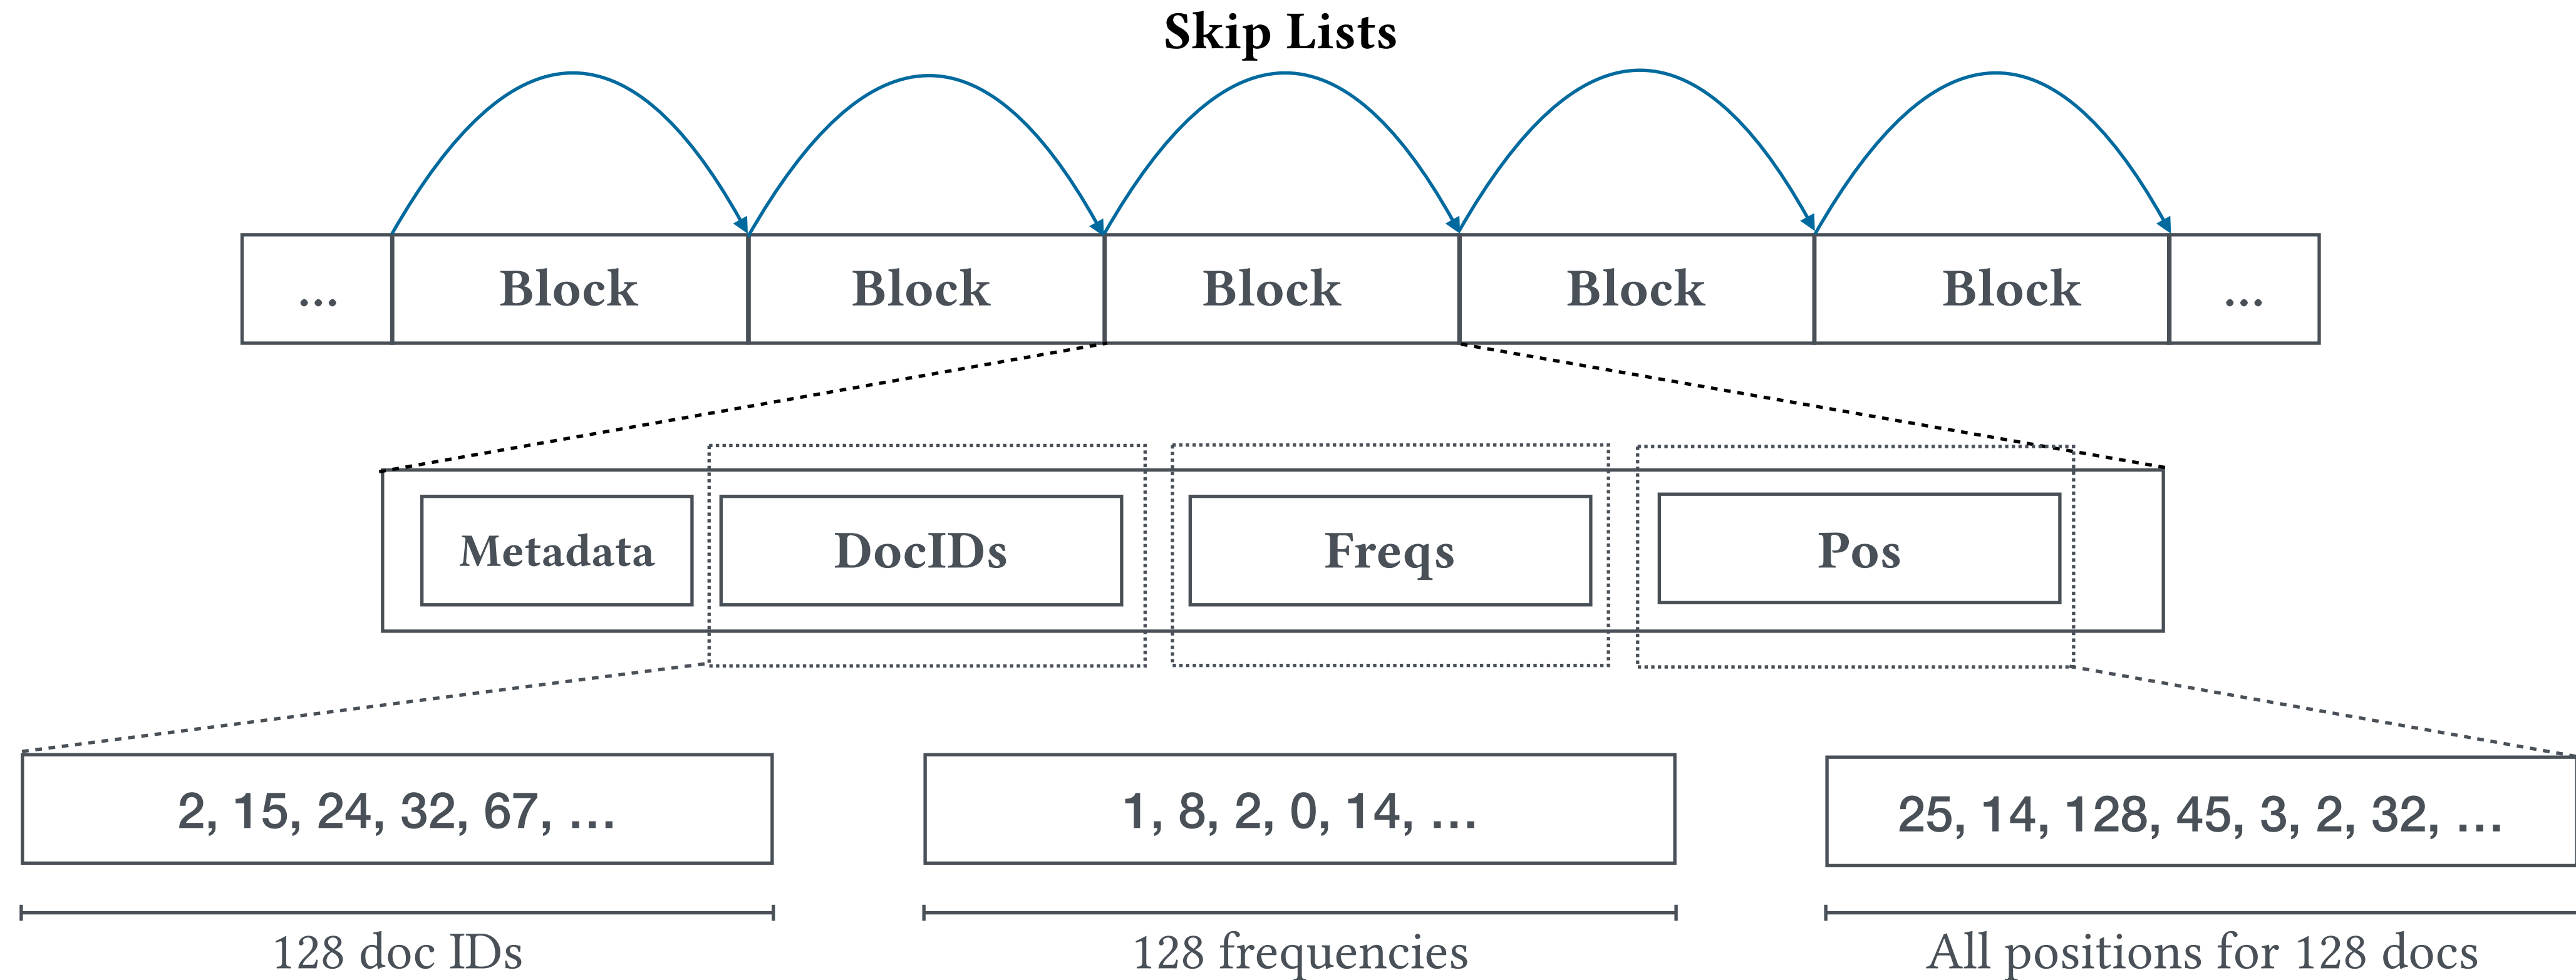 Skip Lists
... Block Block Block Block Block ...
Metadata DocIDs Freqs Pos
2, 15, 24, 32, 67, ... 1, 8, 2, 0, 14, ... 25, 14, 128, 45, 3, 2, 32, ...
128 doc IDs 128 frequencies All positions for 128 docs